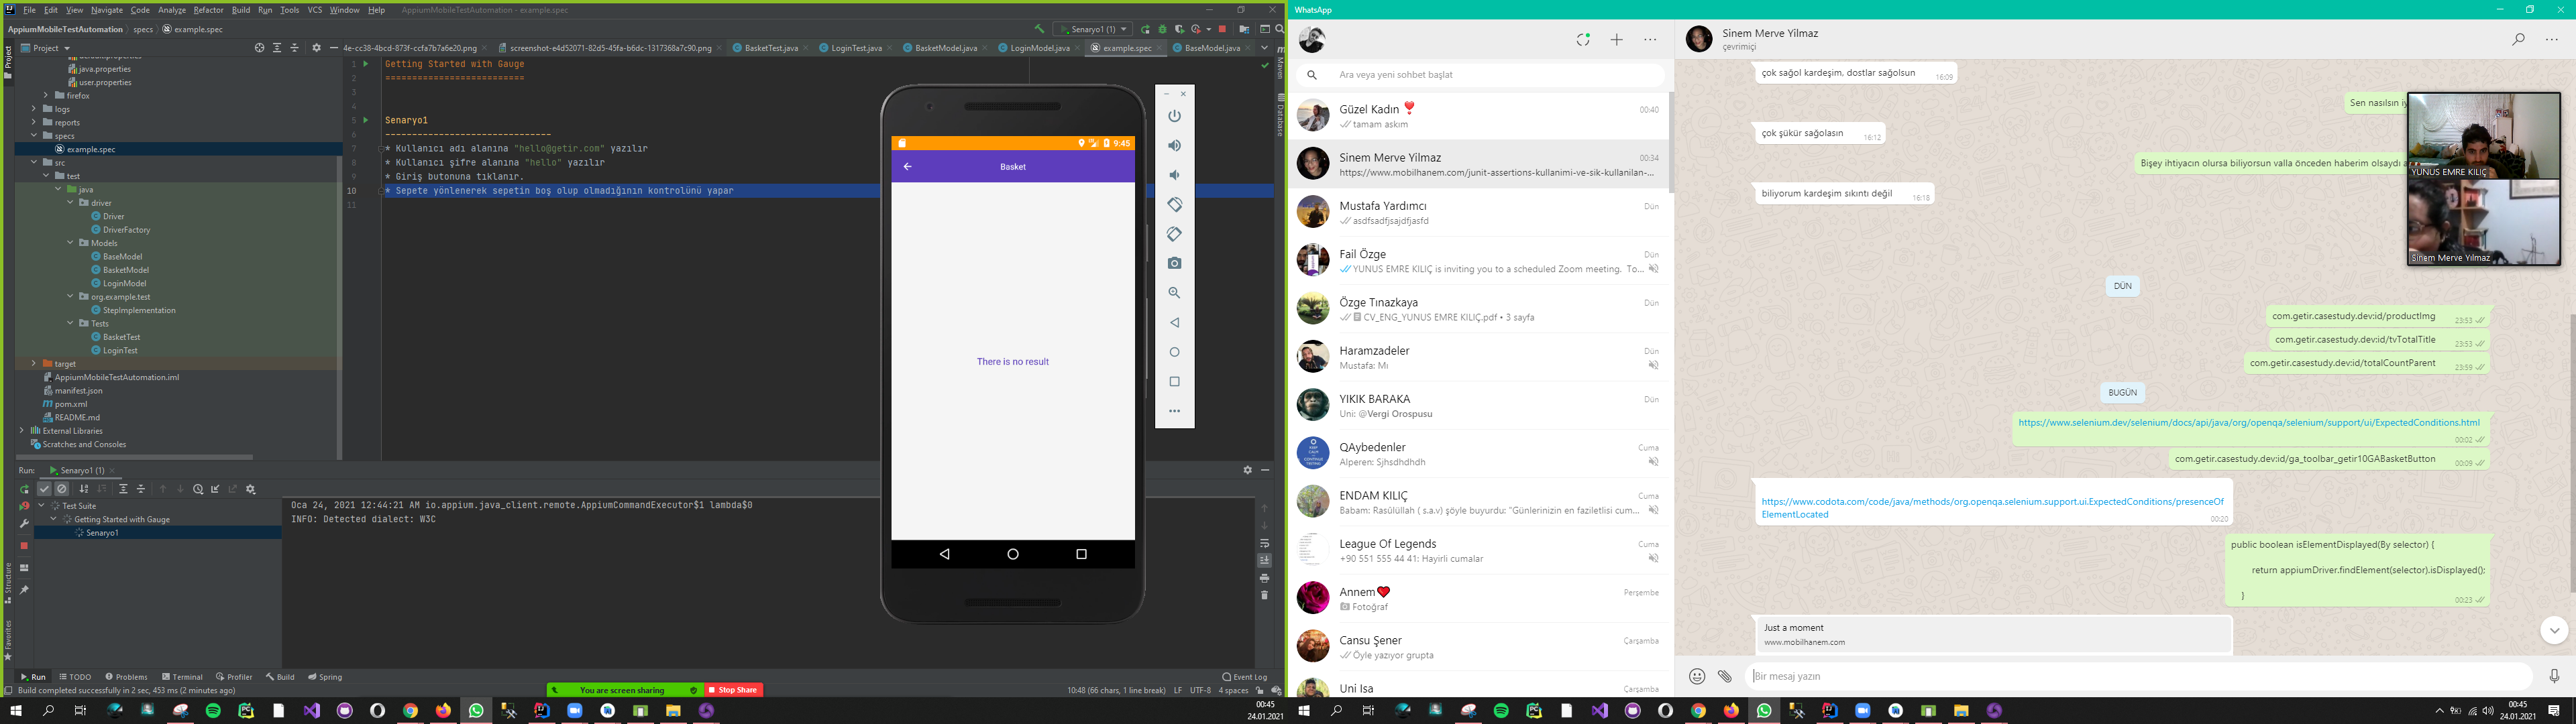 File Edit View Navigate Code Analyze Refactor Build Run Tools VCS Window Help AppiumMobileTestAutomation - example.spec
AppiumMobileTestAutomation specs example.spec
Senaryo1 (1)
Project
4e-cc38-4bcd-873f-ccfa7b7a6e20.png
screenshot-e4d52071-82d5-45fa-b6dc-1317368a7c90.png
BasketTest.java
LoginTest.java
BasketModel.java
LoginModel.java
example.spec
BaseModel.java
java.properties
user.properties
firefox
logs
reports
specs
example.spec
src
test
java
driver
Driver
DriverFactory
Models
BaseModel
BasketModel
LoginModel
org.example.test
StepImplementation
Tests
BasketTest
LoginTest
target
AppiumMobileTestAutomation.iml
manifest.json
pom.xml
README.md
External Libraries
Scratches and Consoles
1 Getting Started with Gauge
2 ==========================
3
4
5 Senaryo1
6 -------------------------------
7 * Kullanıcı adı alanına "hello@getir.com" yazılır
8 * Kullanıcı şifre alanına "hello" yazılır
9 * Giriş butonuna tıklanır.
10 * Sepete yönlenerek sepetin boş olup olmadığının kontrolünü yapar
11
Maven
Database
Project
Structure
Favorites
9:45
Basket
There is no result
Run: Senaryo1 (1)
Test Suite
Getting Started with Gauge
Senaryo1
Oca 24, 2021 12:44:21 AM io.appium.java_client.remote.AppiumCommandExecutor$1 lambda$0
INFO: Detected dialect: W3C
Run TODO Problems Terminal Profiler Build Spring
Event Log
Build completed successfully in 2 sec, 453 ms (2 minutes ago)
You are screen sharing
Stop Share
10:48 (66 chars, 1 line break) LF UTF-8 4 spaces
00:45
24.01.2021
WhatsApp
Ara veya yeni sohbet başlat
Güzel Kadın 00:40
tamam askım
Sinem Merve Yilmaz 00:34
https://www.mobilhanem.com/junit-assertions-kullanimi-ve-sik-kullanilan-...
Mustafa Yardımcı Dün
asdfsadfjsajdfjasfd
Fail Özge Dün
YUNUS EMRE KILIÇ is inviting you to a scheduled Zoom meeting. To...
Özge Tınazkaya Dün
CV_ENG_YUNUS EMRE KILIÇ.pdf • 3 sayfa
Haramzadeler Dün
Mustafa: Mı
YIKIK BARAKA Dün
Uni: @Vergi Orospusu
QAybedenler Cuma
Alperen: Sjhsdhdhdh
ENDAM KILIÇ Cuma
Babam: Rasûlüllah ( s.a.v) şöyle buyurdu: "Günlerinizin en faziletlisi cum...
League Of Legends Cuma
+90 551 555 44 41: Hayirli cumalar
Annem Perşembe
Fotoğraf
Cansu Şener Çarşamba
Öyle yazıyor grupta
Uni Isa Çarşamba
Sinem Merve Yilmaz
çevrimiçi
çok sağol kardeşim, dostlar sağolsun 16:09
Sen nasılsın
çok şükür sağolasın 16:12
Bişey ihtiyacın olursa biliyorsun valla önceden haberim olsaydı
biliyorum kardeşim sıkıntı değil 16:18
YUNUS EMRE KILIÇ
Sinem Merve Yılmaz
DÜN
com.getir.casestudy.dev:id/productImg 23:53
com.getir.casestudy.dev:id/tvTotalTitle 23:53
com.getir.casestudy.dev:id/totalCountParent 23:59
BUGÜN
https://www.selenium.dev/selenium/docs/api/java/org/openqa/selenium/support/ui/ExpectedConditions.html
00:02
com.getir.casestudy.dev:id/ga_toolbar_getir10GABasketButton 00:09
https://www.codota.com/code/java/methods/org.openqa.selenium.support.ui.ExpectedConditions/presenceOf
ElementLocated
00:20
public boolean isElementDisplayed(By selector) {
return appiumDriver.findElement(selector).isDisplayed();
}
00:23
Just a moment
www.mobilhanem.com
Bir mesaj yazın
00:45
24.01.2021